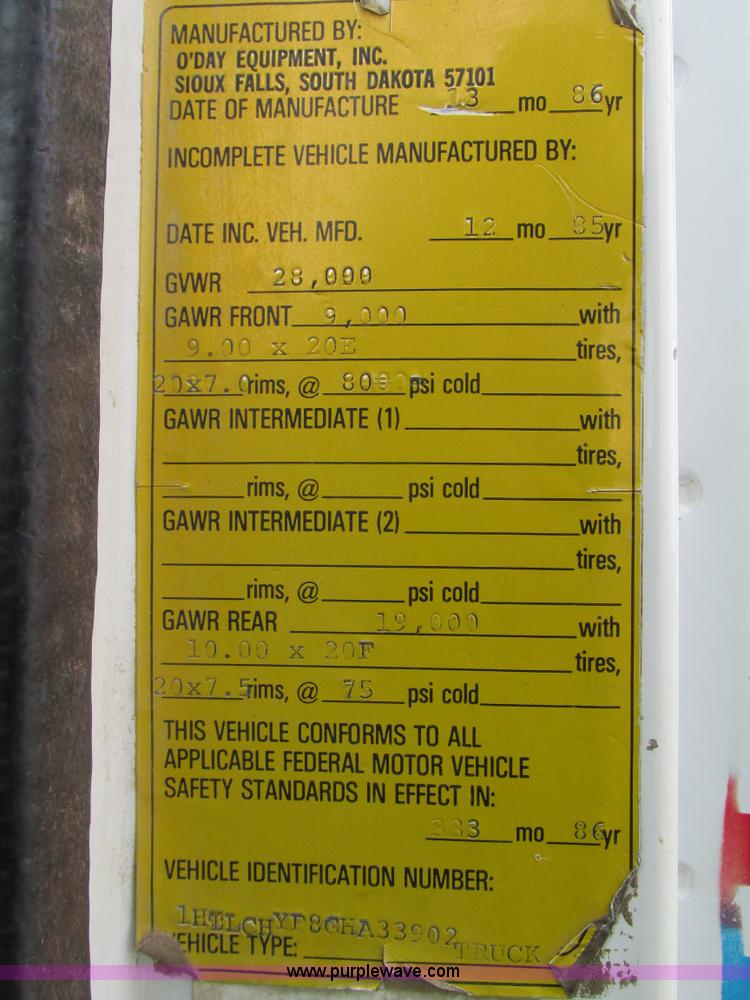 MANUFACTURED BY:
O'DAY EQUIPMENT, INC.
SIOUX FALLS, SOUTH DAKOTA 57101
DATE OF MANUFACTURE mo 86 yr
INCOMPLETE VEHICLE MANUFACTURED BY:
DATE INC. VEH. MFD. 12 mo 85 yr
GVWR 28,000
GAWR FRONT 9,000 with
9.00 x 20E tires,
20x7.0 rims, @ 80 psi cold
GAWR INTERMEDIATE (1) with
tires,
rims, @ psi cold
GAWR INTERMEDIATE (2) with
tires,
rims, @ psi cold
GAWR REAR 19,000 with
10.00 x 20F tires,
20x7.5 rims, @ 75 psi cold
THIS VEHICLE CONFORMS TO ALL
APPLICABLE FEDERAL MOTOR VEHICLE
SAFETY STANDARDS IN EFFECT IN:
mo 86 yr
VEHICLE IDENTIFICATION NUMBER:
VEHICLE TYPE: TRUCK
www.purplewave.com